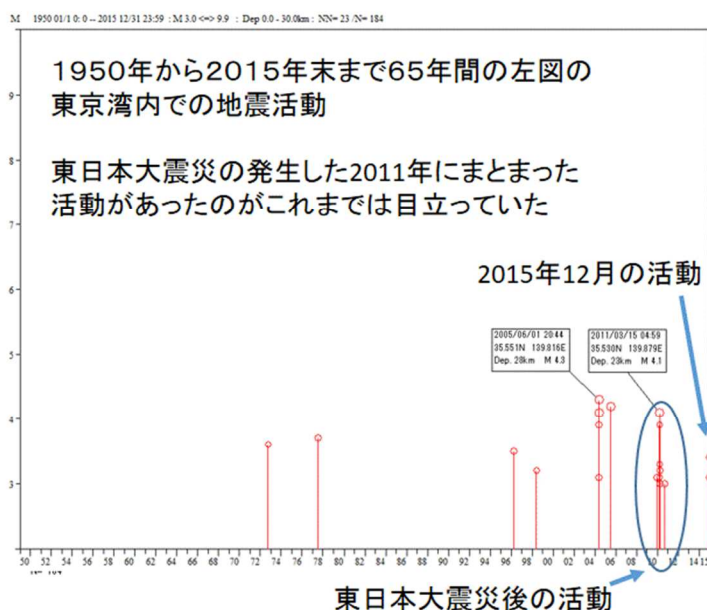 M 1950 01/1 0: 0 -- 2015 12/31 23:59 : M 3.0 <=> 9.9 : Dep 0.0 - 30.0km : NN= 23 /N= 184
1950年から2015年末まで65年間の左図の
東京湾内での地震活動
東日本大震災の発生した2011年にまとまった
活動があったのがこれまでは目立っていた
2015年12月の活動
2005/06/01 20:44
35.551N 139.816E
Dep. 28km M 4.3
2011/03/15 04:59
35.530N 139.879E
Dep. 23km M 4.1
9
8
7
6
5
4
3
50 52 54 56 58 60 62 64 66 68 70 72 74 76 78 80 82 84 86 88 90 92 94 96 98 00 02 04 06 08 10 12 14 15
N= 184
東日本大震災後の活動